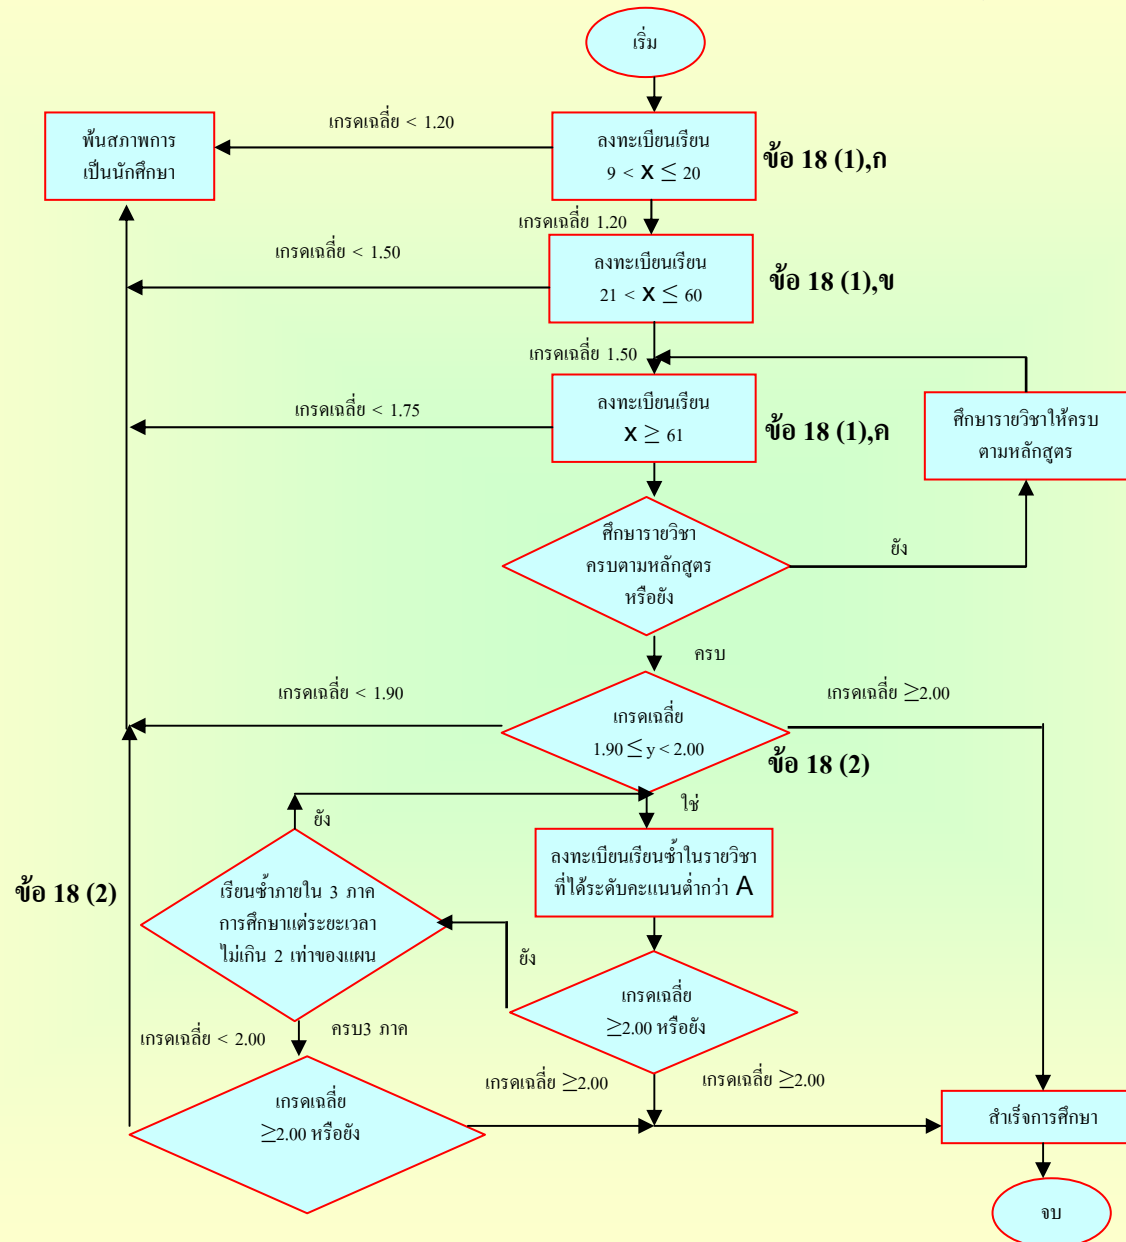 เริ่ม
เกรดเฉลี่ย < 1.20
พ้นสภาพการ
เป็นนักศึกษา
ลงทะเบียนเรียน
9 < X ≤ 20
ข้อ 18 (1),ก
เกรดเฉลี่ย 1.20
เกรดเฉลี่ย < 1.50
ลงทะเบียนเรียน
21 < X ≤ 60
ข้อ 18 (1),ข
เกรดเฉลี่ย 1.50
เกรดเฉลี่ย < 1.75
ลงทะเบียนเรียน
X ≥ 61
ข้อ 18 (1),ค
ศึกษารายวิชาให้ครบ
ตามหลักสูตร
ศึกษารายวิชา
ครบตามหลักสูตร
หรือยัง
ยัง
ครบ
เกรดเฉลี่ย < 1.90
เกรดเฉลี่ย ≥2.00
เกรดเฉลี่ย
1.90 ≤ y < 2.00
ข้อ 18 (2)
ใช่
ยัง
ลงทะเบียนเรียนซ้ำในรายวิชา
ที่ได้ระดับคะแนนต่ำกว่า A
ข้อ 18 (2)
เรียนซ้ำภายใน 3 ภาค
การศึกษาแต่ระยะเวลา
ไม่เกิน 2 เท่าของแผน
ยัง
เกรดเฉลี่ย
≥2.00 หรือยัง
ครบ3 ภาค
เกรดเฉลี่ย < 2.00
เกรดเฉลี่ย ≥2.00
เกรดเฉลี่ย ≥2.00
เกรดเฉลี่ย
≥2.00 หรือยัง
สำเร็จการศึกษา
จบ